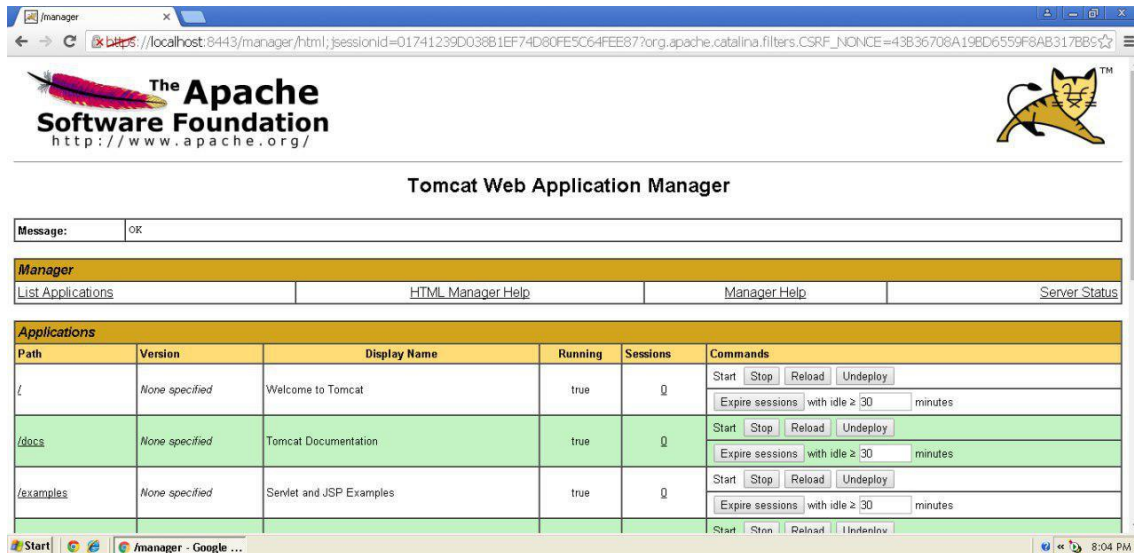 /manager
https://localhost:8443/manager/html;jsessionid=01741239D038B1EF74D80FE5C64FEE87?org.apache.catalina.filters.CSRF_NONCE=43B36708A19BD6559F8AB317BB9
The Apache
Software Foundation
http://www.apache.org/
TM
Tomcat Web Application Manager
Message: OK
Manager
List Applications HTML Manager Help Manager Help Server Status
Applications
Path Version Display Name Running Sessions Commands
/ None specified Welcome to Tomcat true 0 Start Stop Reload Undeploy
Expire sessions with idle ≥ 30 minutes
/docs None specified Tomcat Documentation true 0 Start Stop Reload Undeploy
Expire sessions with idle ≥ 30 minutes
/examples None specified Servlet and JSP Examples true 0 Start Stop Reload Undeploy
Expire sessions with idle ≥ 30 minutes
Start Stop Reload Undeploy
Start /manager - Google ... 8:04 PM